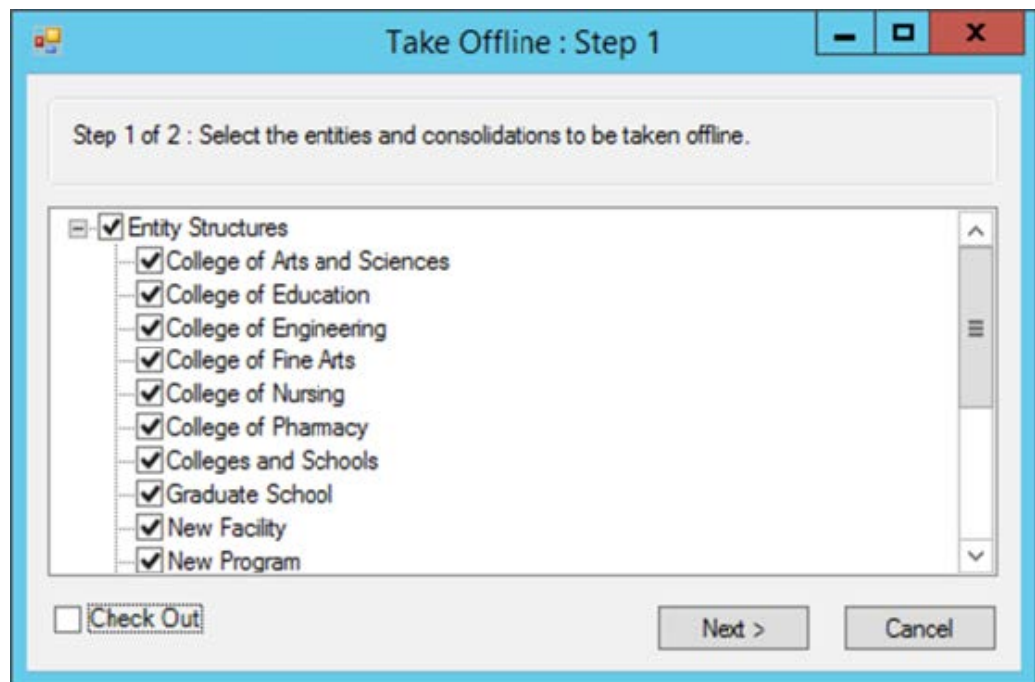 Take Offline : Step 1
Step 1 of 2 : Select the entities and consolidations to be taken offline.
Entity Structures
College of Arts and Sciences
College of Education
College of Engineering
College of Fine Arts
College of Nursing
College of Pharmacy
Colleges and Schools
Graduate School
New Facility
New Program
Check Out
Next >
Cancel